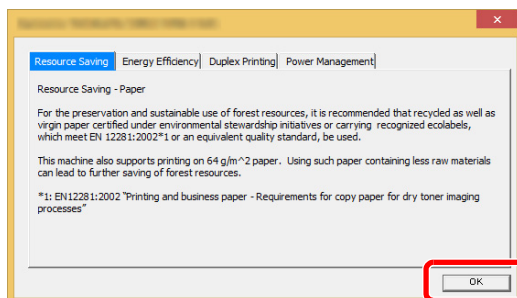 Resource Saving Energy Efficiency Duplex Printing Power Management
Resource Saving - Paper
For the preservation and sustainable use of forest resources, it is recommended that recycled as well as
virgin paper certified under environmental stewardship initiatives or carrying recognized ecolabels,
which meet EN 12281:2002*1 or an equivalent quality standard, be used.
This machine also supports printing on 64 g/m^2 paper. Using such paper containing less raw materials
can lead to further saving of forest resources.
*1: EN12281:2002 "Printing and business paper - Requirements for copy paper for dry toner imaging
processes"
OK